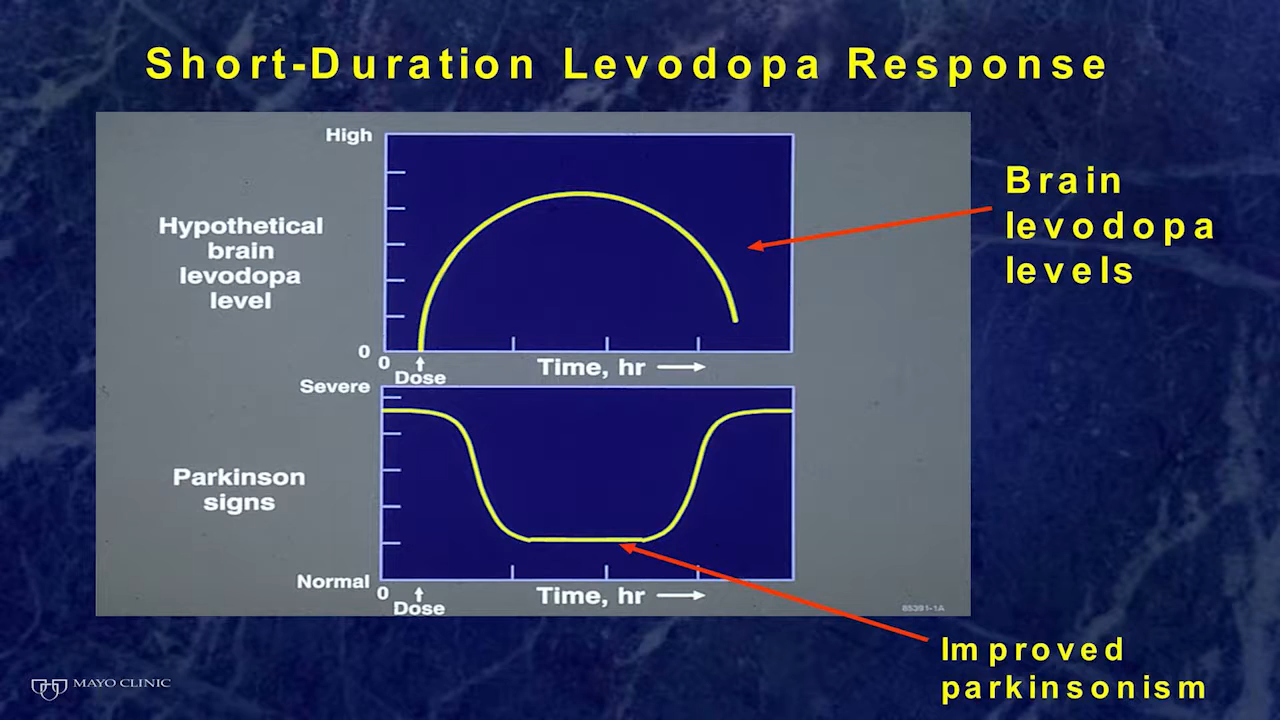 Short-Duration Levodopa Response
High
Hypothetical
brain
levodopa
level
0
0
Dose
Time, hr
Brain
levodopa
levels
Severe
Parkinson
signs
Normal
0
Dose
Time, hr
85391-1A
Improved
parkinsonism
MAYO CLINIC